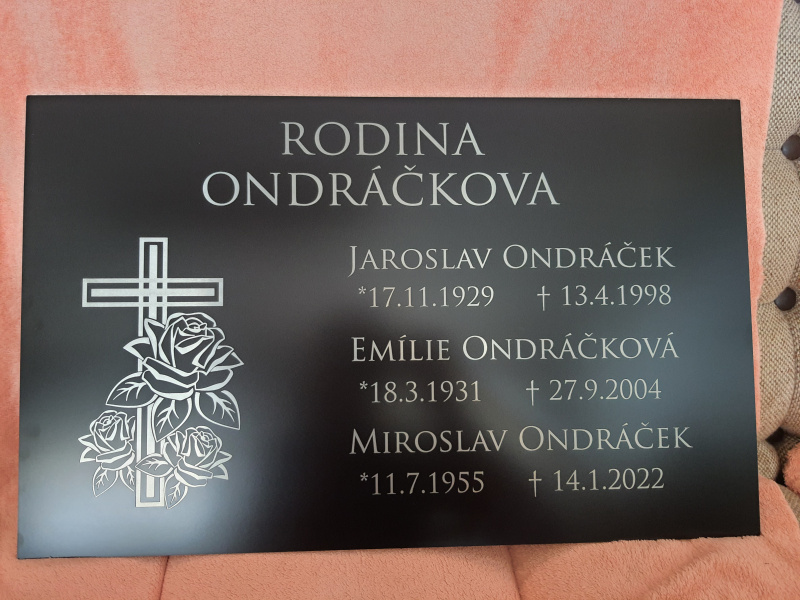 RODINA
ONDRÁČKOVA
JAROSLAV ONDRÁČEK
*17.11.1929 † 13.4.1998
EMÍLIE ONDRÁČKOVÁ
*18.3.1931 † 27.9.2004
MIROSLAV ONDRÁČEK
*11.7.1955 † 14.1.2022